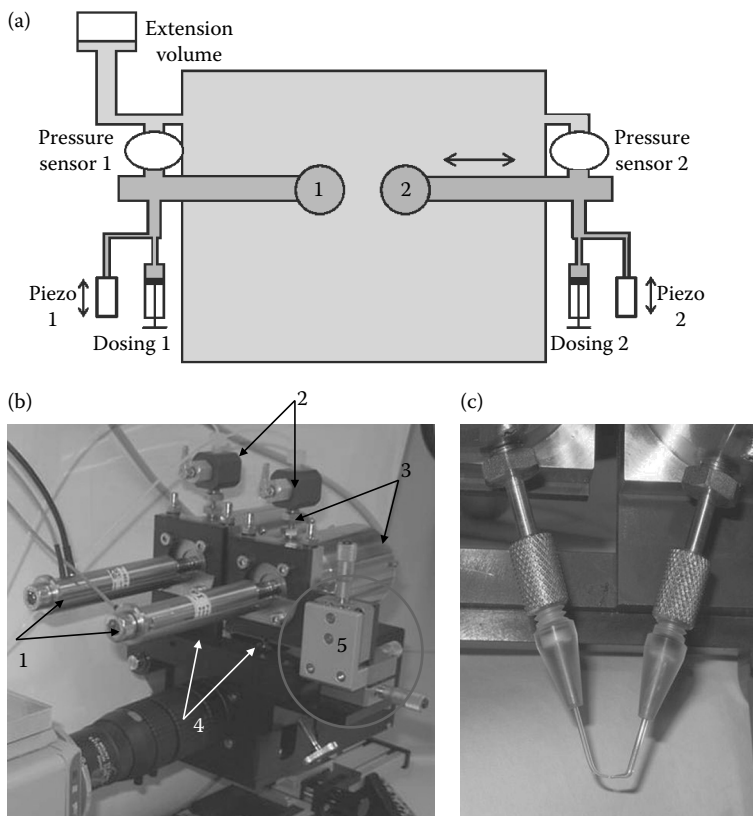 (a)
Extension
volume
Pressure
sensor 1
Pressure
sensor 2
1
2
Piezo
1
Dosing 1
Dosing 2
Piezo
2
(b)
(c)
2
3
1
4
5